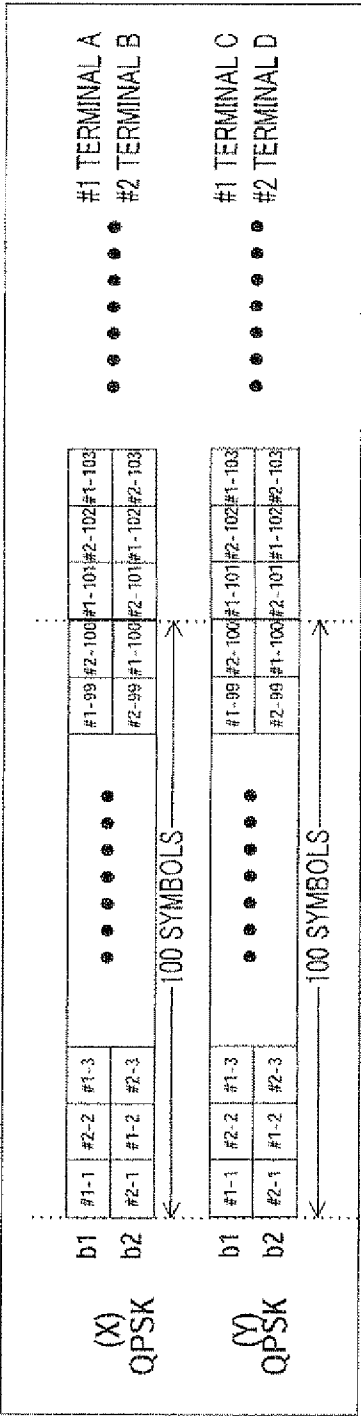 (X)
QPSK
b1 #1-1 #2-2 #1-3 #1-99 #2-100 #1-101 #2-102 #1-103
b2 #2-1 #1-2 #2-3 #2-99 #1-100 #2-101 #1-102 #2-103
100 SYMBOLS
#1 TERMINAL A
#2 TERMINAL B
(Y)
QPSK
b1 #1-1 #2-2 #1-3 #1-99 #2-100 #1-101 #2-102 #1-103
b2 #2-1 #1-2 #2-3 #2-99 #1-100 #2-101 #1-102 #2-103
100 SYMBOLS
#1 TERMINAL C
#2 TERMINAL D